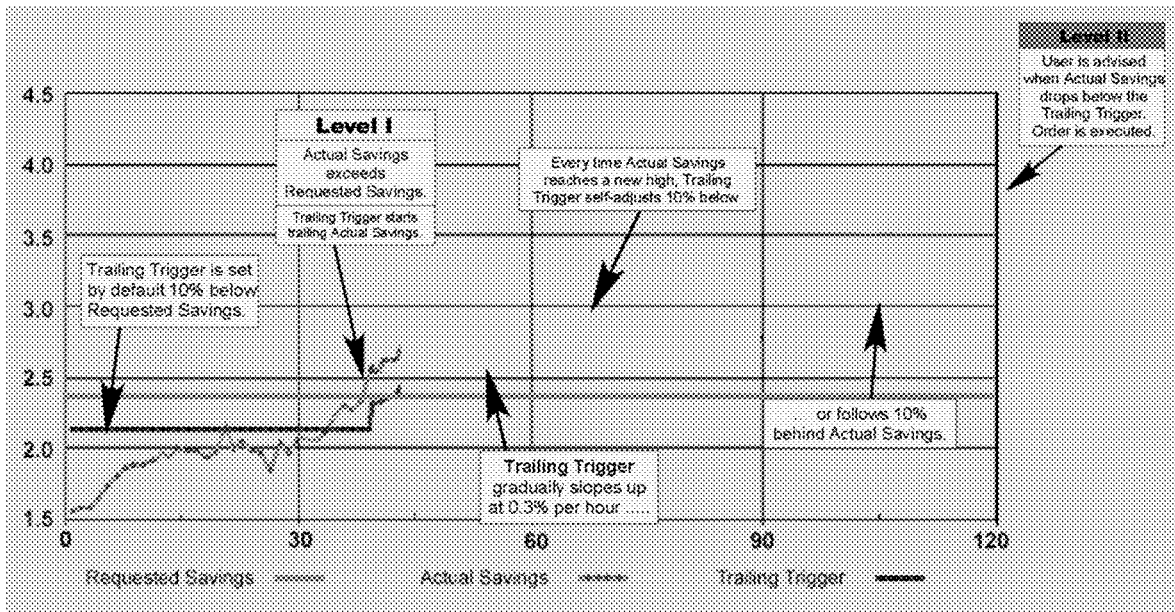 Level II
User is advised
when Actual Savings
drops below the
Trailing Trigger.
Order is executed.
4.5
4.0
3.5
3.0
2.5
2.0
1.5
Level I
Actual Savings
exceeds
Requested Savings.
Trailing Trigger starts
trailing Actual Savings.
Every time Actual Savings
reaches a new high, Trailing
Trigger self-adjusts 10% below
Trailing Trigger is set
by default 10% below
Requested Savings.
... or follows 10%
behind Actual Savings.
Trailing Trigger
gradually slopes up
at 0.3% per hour .....
0
30
60
90
120
Requested Savings
Actual Savings
Trailing Trigger